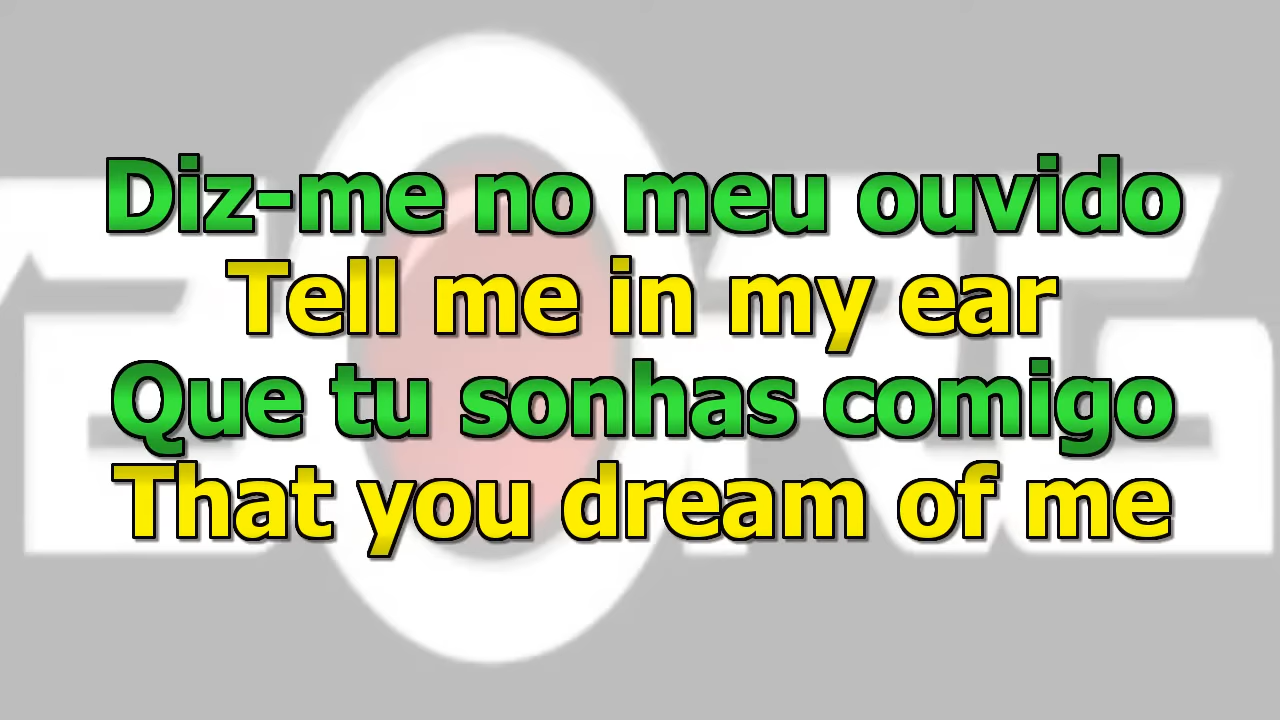 Diz-me no meu ouvido
Tell me in my ear
Que tu sonhas comigo
That you dream of me